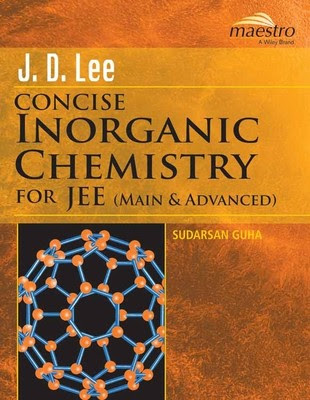 maestro
A Wiley Brand
J. D. Lee
CONCISE
INORGANIC
CHEMISTRY
FOR JEE (MAIN & ADVANCED)
SUDARSAN GUHA